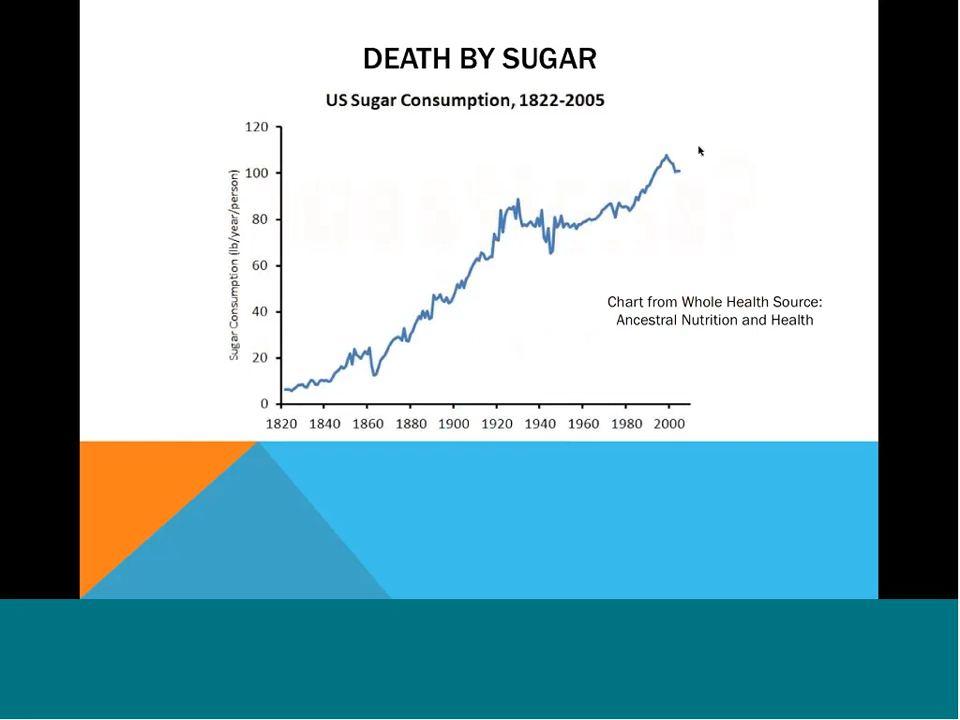 DEATH BY SUGAR
US Sugar Consumption, 1822-2005
Sugar Consumption (lb/year/person)
120
100
80
60
40
20
0
1820 1840 1860 1880 1900 1920 1940 1960 1980 2000
Chart from Whole Health Source:
Ancestral Nutrition and Health